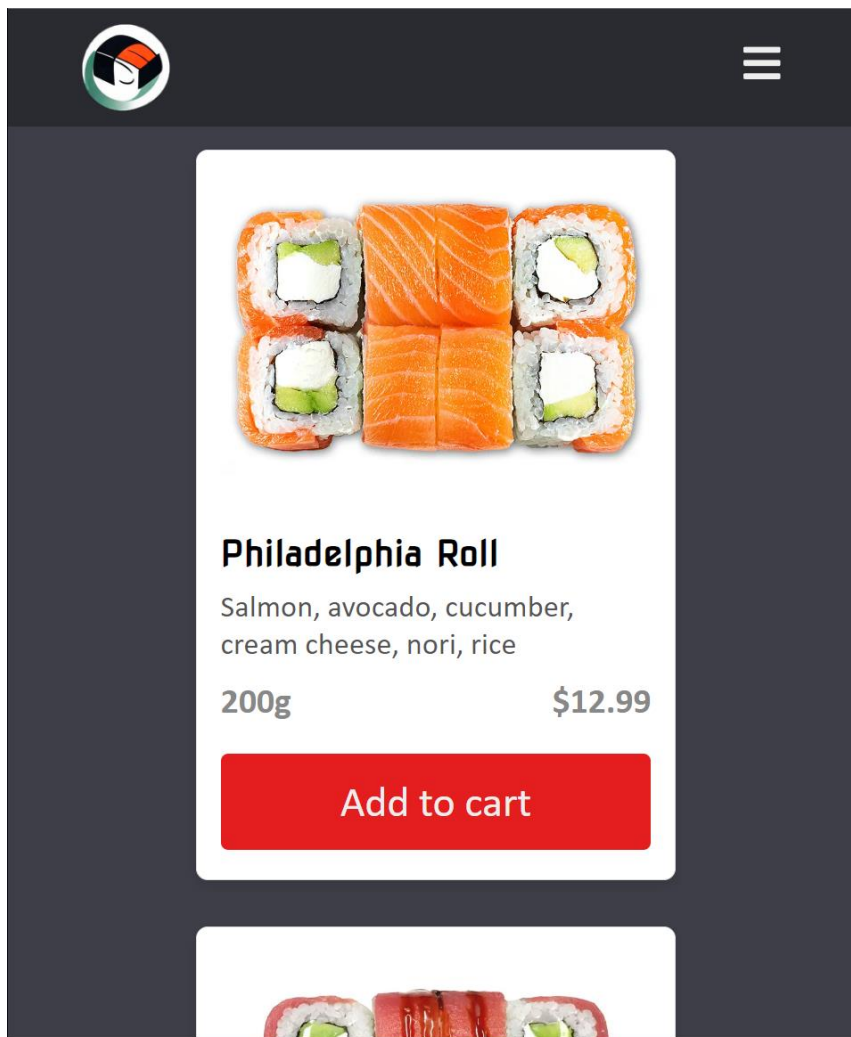 Philadelphia Roll
Salmon, avocado, cucumber,
cream cheese, nori, rice
200g $12.99
Add to cart